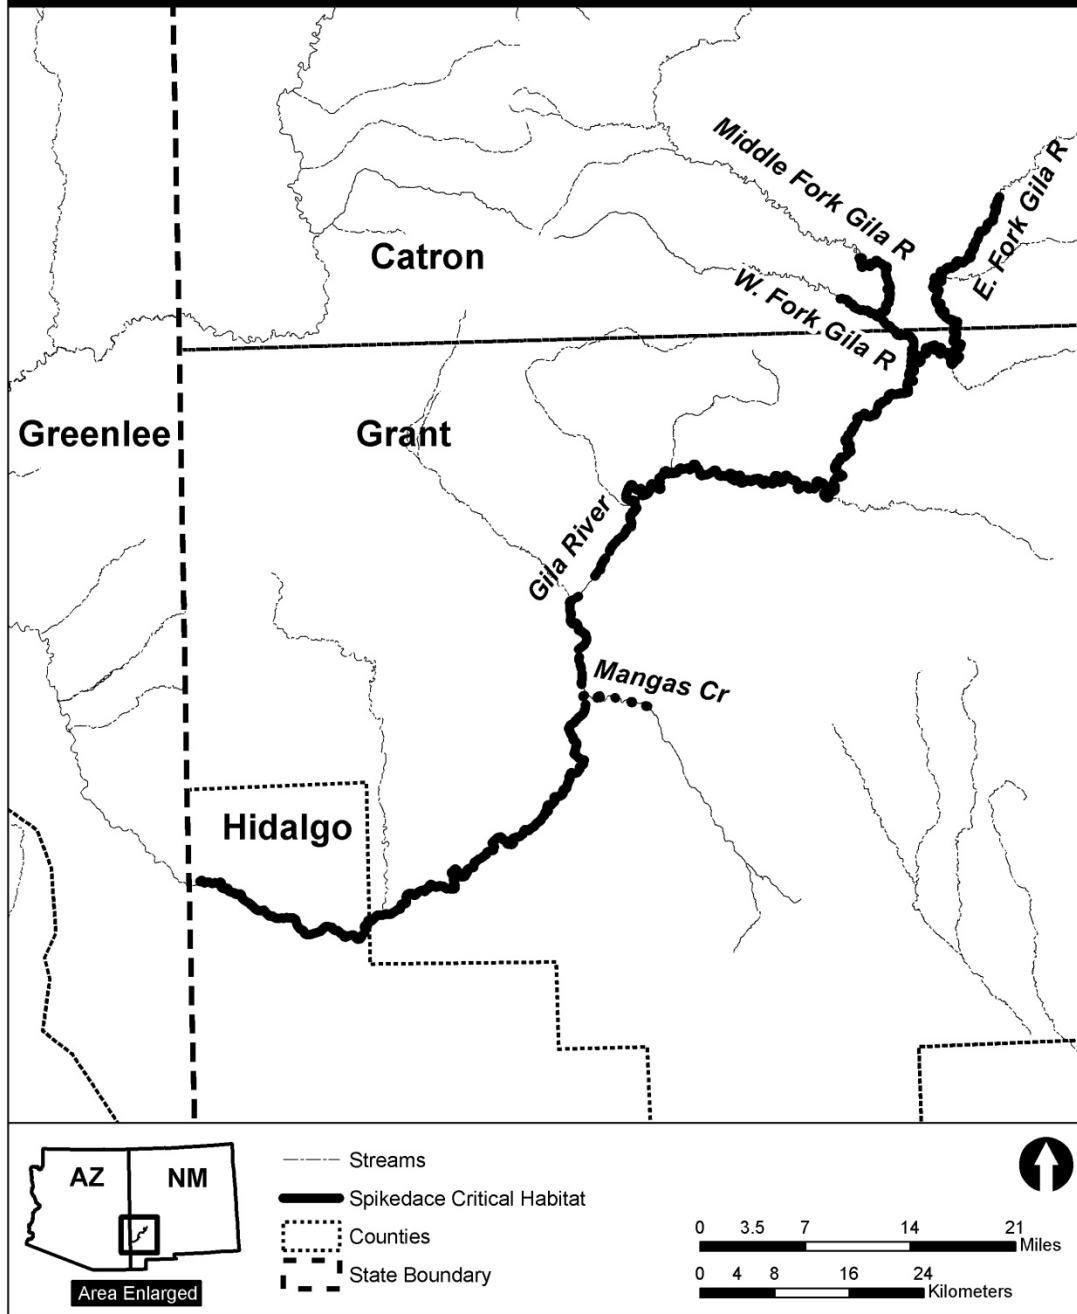 Middle Fork Gila R
E. Fork Gila R
Catron
W. Fork Gila R
Greenlee
Grant
Gila River
Mangas Cr
Hidalgo
AZ
NM
Area Enlarged
Streams
Spikedace Critical Habitat
Counties
State Boundary
0 3.5 7 14 21
Miles
0 4 8 16 24
Kilometers